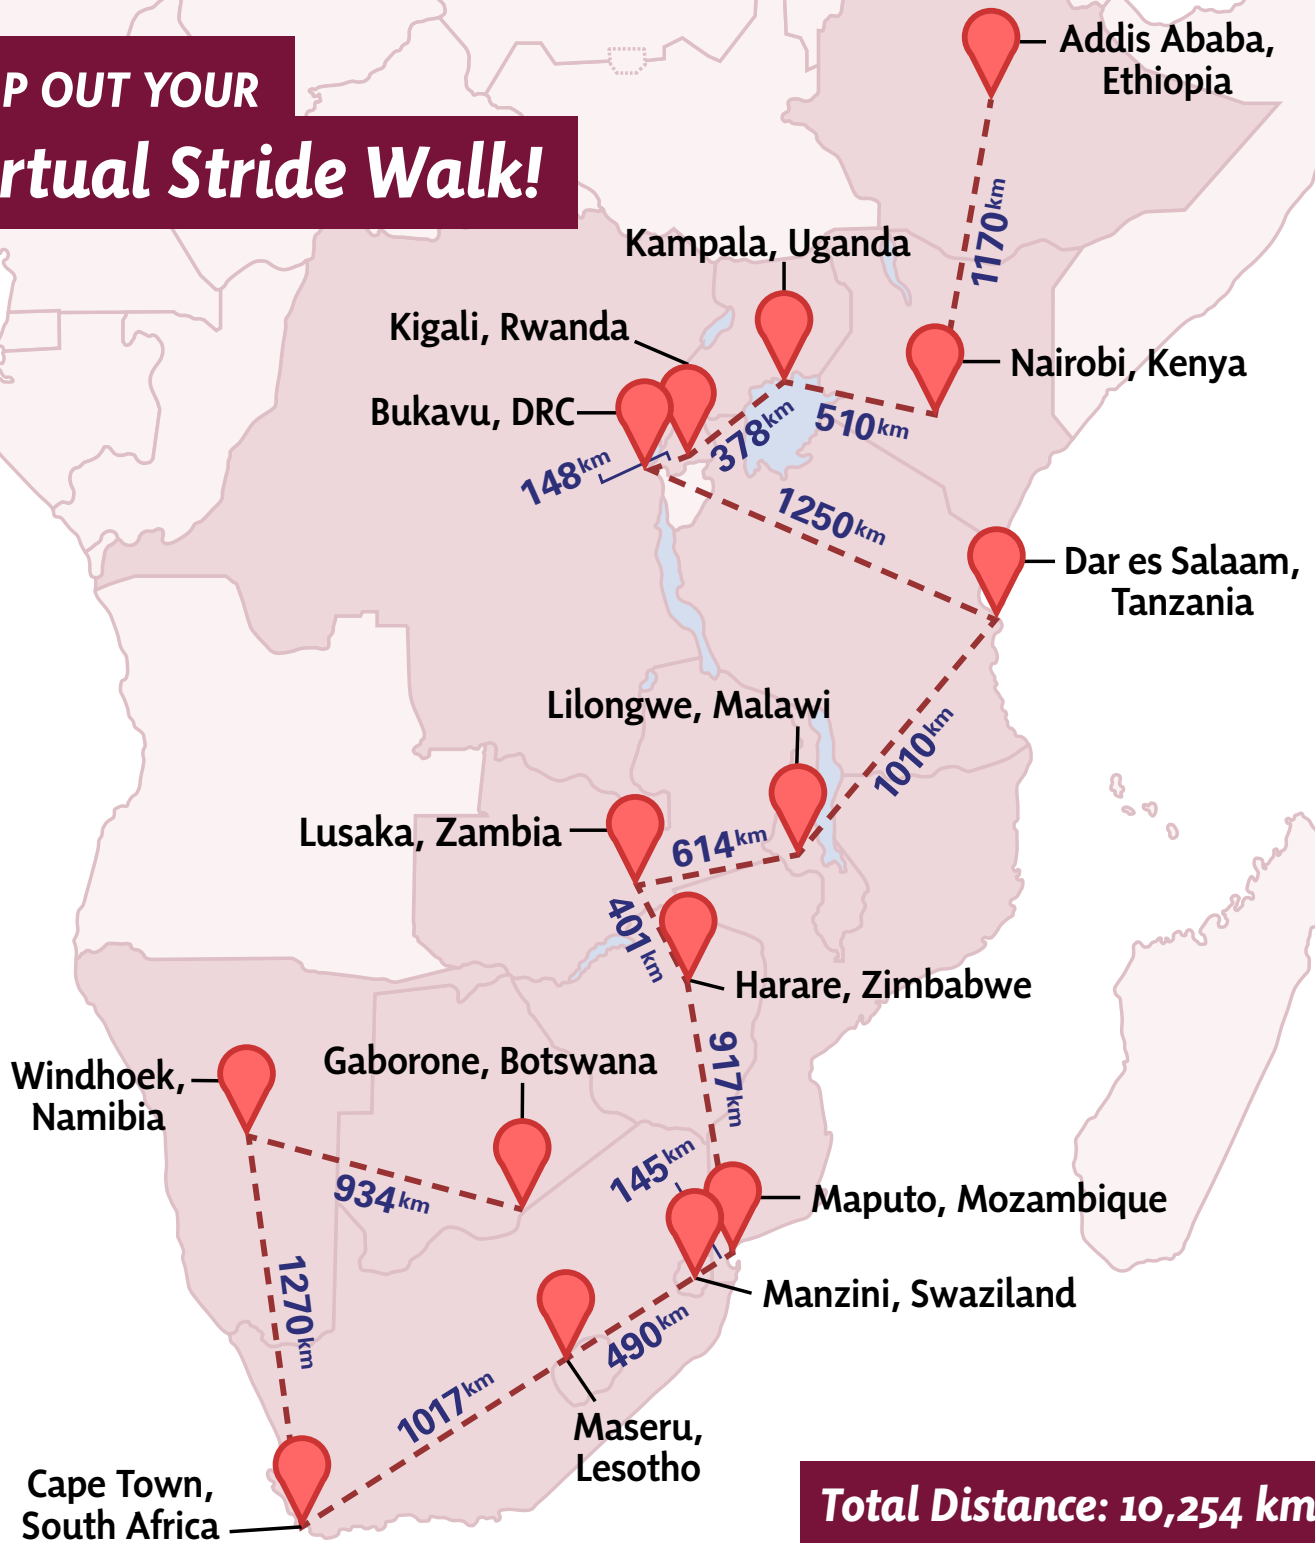 P OUT YOUR
rtual Stride Walk!
Addis Ababa,
Ethiopia
1170km
Kampala, Uganda
Kigali, Rwanda
Nairobi, Kenya
Bukavu, DRC
378km
510km
148km
1250km
Dar es Salaam,
Tanzania
Lilongwe, Malawi
1010km
Lusaka, Zambia
614km
401km
Harare, Zimbabwe
Windhoek,
Namibia
Gaborone, Botswana
917km
934km
145km
Maputo, Mozambique
1270km
Manzini, Swaziland
490km
1017km
Maseru,
Lesotho
Cape Town,
South Africa
Total Distance: 10,254 km